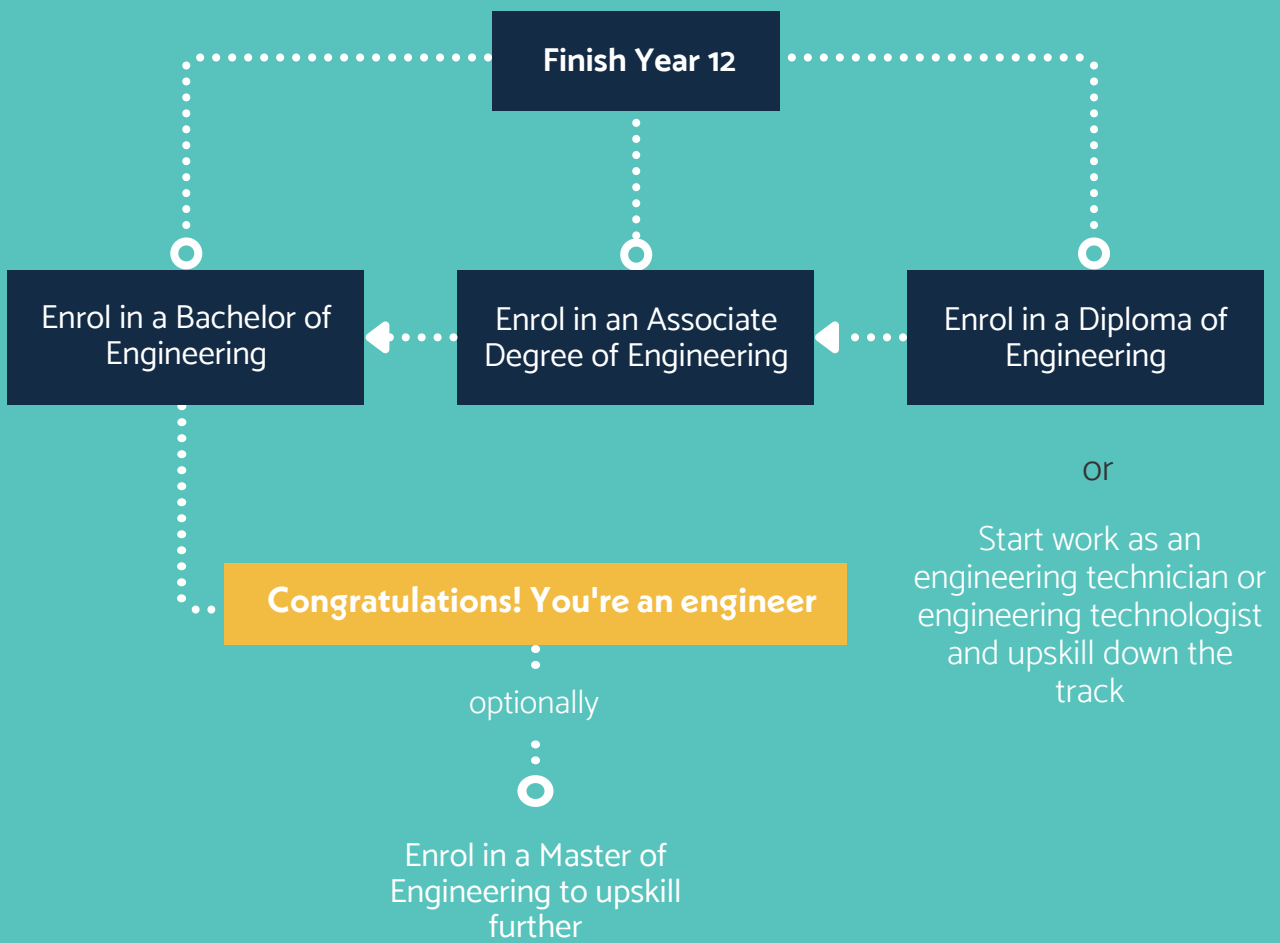 Finish Year 12
Enrol in a Bachelor of
Engineering
Enrol in an Associate
Degree of Engineering
Enrol in a Diploma of
Engineering
or
Start work as an
engineering technician or
engineering technologist
and upskill down the
track
Congratulations! You're an engineer
optionally
Enrol in a Master of
Engineering to upskill
further